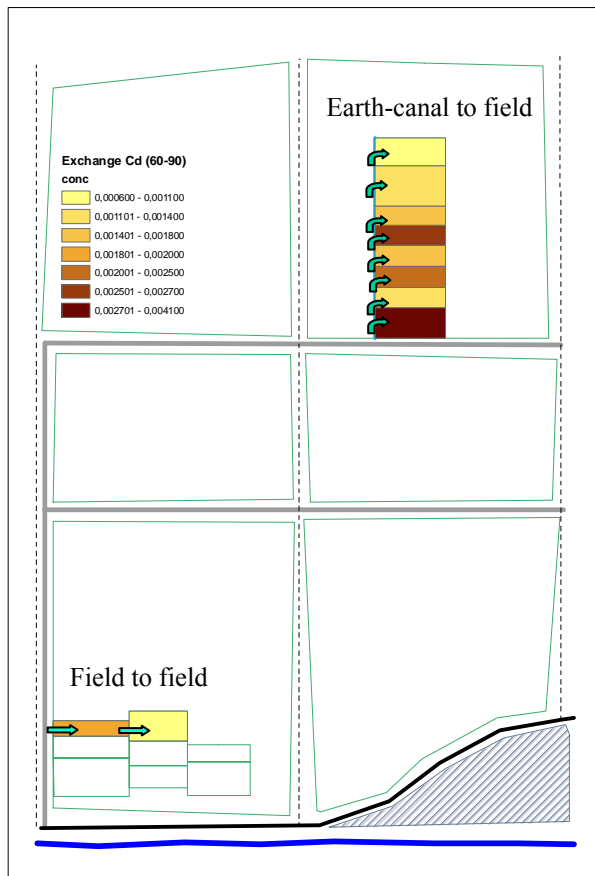 Earth-canal to field
Exchange Cd (60-90)
conc
0,000600 - 0,001100
0,001101 - 0,001400
0,001401 - 0,001800
0,001801 - 0,002000
0,002001 - 0,002500
0,002501 - 0,002700
0,002701 - 0,004100
Field to field